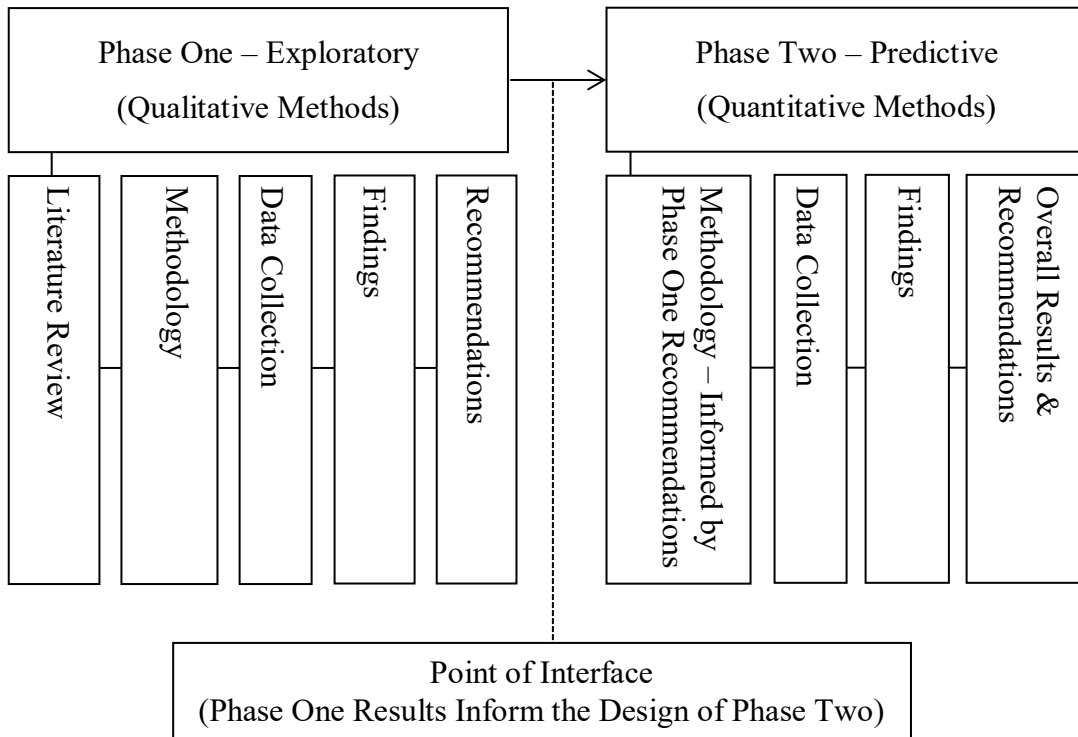 Phase One – Exploratory
(Qualitative Methods)
Phase Two – Predictive
(Quantitative Methods)
Literature Review
Methodology
Data Collection
Findings
Recommendations
Methodology – Informed by
Phase One Recommendations
Data Collection
Findings
Overall Results &
Recommendations
Point of Interface
(Phase One Results Inform the Design of Phase Two)